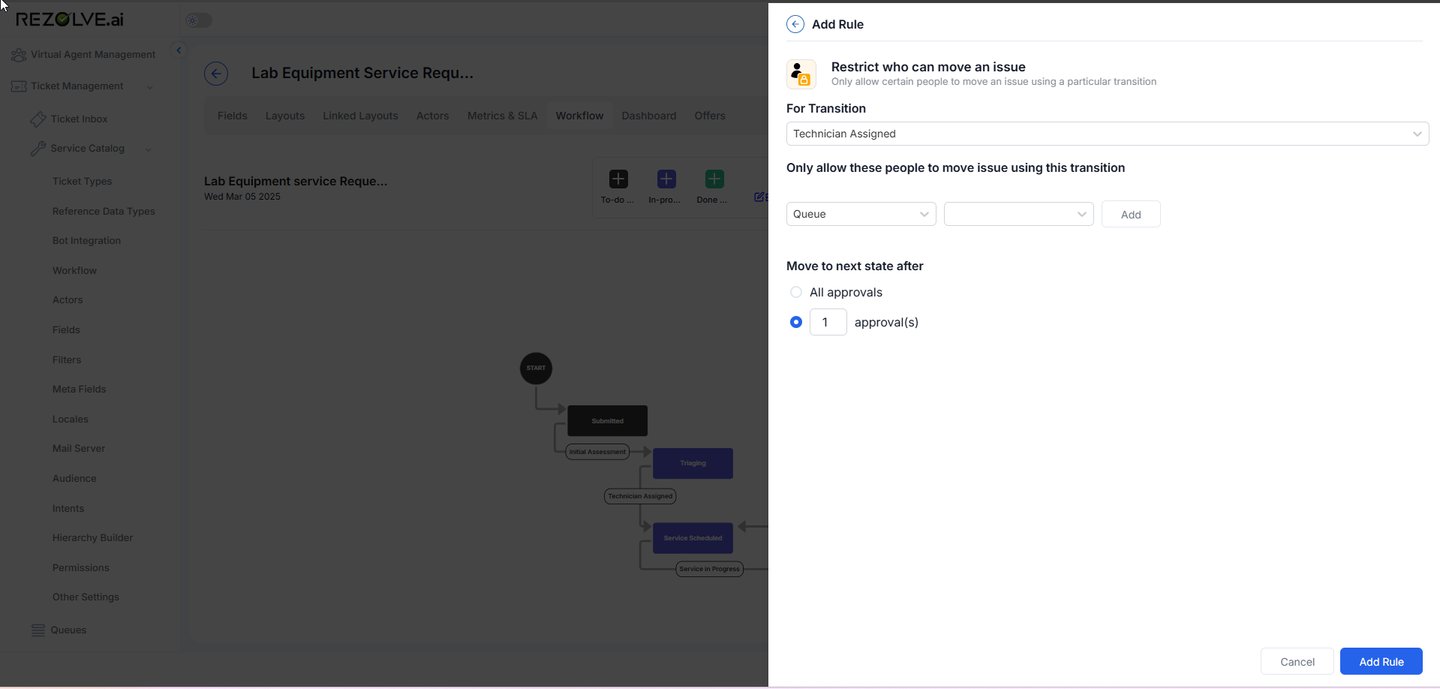 REZOLVE.ai
Virtual Agent Management
Ticket Management
Ticket Inbox
Service Catalog
Ticket Types
Reference Data Types
Bot Integration
Workflow
Actors
Fields
Filters
Meta Fields
Locales
Mail Server
Audience
Intents
Hierarchy Builder
Permissions
Other Settings
Queues
Lab Equipment Service Requ...
Fields Layouts Linked Layouts Actors Metrics & SLA Workflow Dashboard Offers
Lab Equipment service Reque...
Wed Mar 05 2025
To-do ... In-pro... Done ...
START
Submitted
Initial Assessment
Triaging
Technician Assigned
Service Scheduled
Service in Progress
Add Rule
Restrict who can move an issue
Only allow certain people to move an issue using a particular transition
For Transition
Technician Assigned
Only allow these people to move issue using this transition
Queue Add
Move to next state after
All approvals
1 approval(s)
Cancel Add Rule